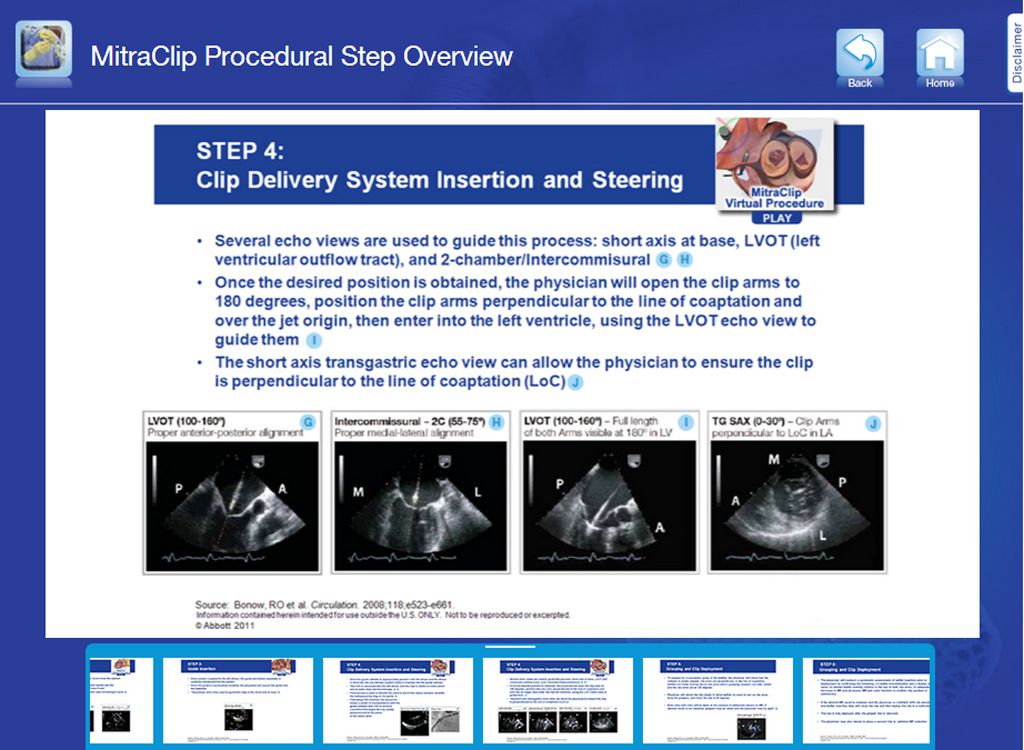 MitraClip Procedural Step Overview
Back
Home
Disclaimer
STEP 4:
Clip Delivery System Insertion and Steering
MitraClip
Virtual Procedure
PLAY
• Several echo views are used to guide this process: short axis at base, LVOT (left
ventricular outflow tract), and 2-chamber/Intercommisural G H
• Once the desired position is obtained, the physician will open the clip arms to
180 degrees, position the clip arms perpendicular to the line of coaptation and
over the jet origin, then enter into the left ventricle, using the LVOT echo view to
guide them I
• The short axis transgastric echo view can allow the physician to ensure the clip
is perpendicular to the line of coaptation (LoC) J
LVOT (100-160º) G
Proper anterior-posterior alignment
P A
Intercommissural - 2C (55-75º) H
Proper medial-lateral alignment
M L
LVOT (100-160º) – Full length I
of both Arms visible at 180º in LV
P A
TG SAX (0-30º) – Clip Arms J
perpendicular to LoC in LA
M P
A L
Source: Bonow, RO et al. Circulation. 2008;118;e523-e661.
Information contained herein intended for use outside the U.S. ONLY. Not to be reproduced or excerpted.
© Abbott 2011
Guide Insertion
STEP 4:
Clip Delivery System Insertion and Steering
STEP 4:
Clip Delivery System Insertion and Steering
STEP 5:
Grasping and Clip Deployment
STEP 5:
Grasping and Clip Deployment